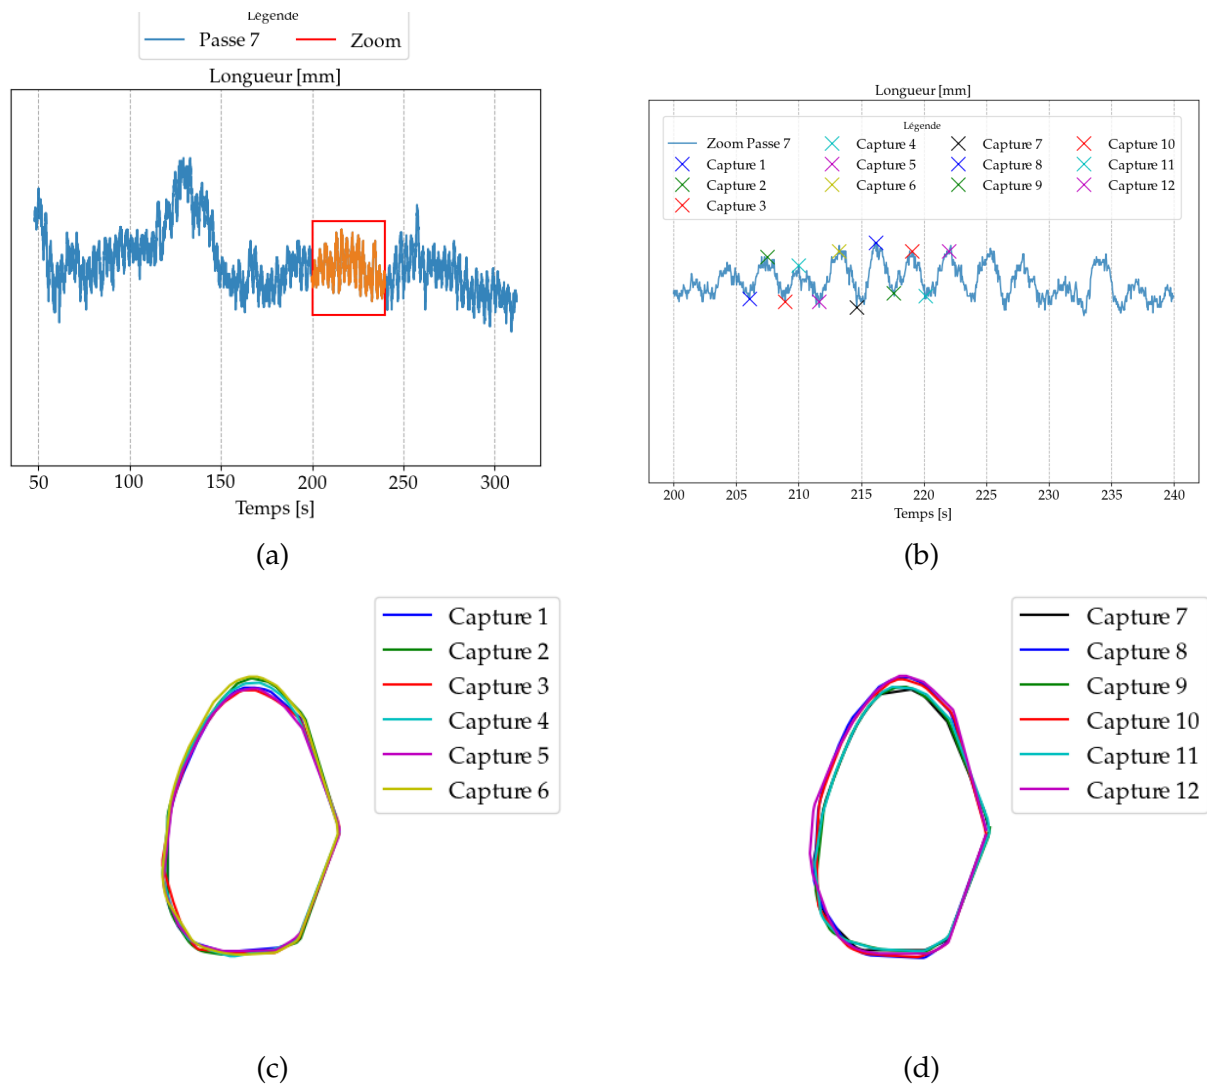 Légende
Passe 7 Zoom
Longueur [mm]
50 100 150 200 250 300
Temps [s]
(a)
Longueur [mm]
Légende
Zoom Passe 7 Capture 4 Capture 7 Capture 10
Capture 1 Capture 5 Capture 8 Capture 11
Capture 2 Capture 6 Capture 9 Capture 12
Capture 3
200 205 210 215 220 225 230 235 240
Temps [s]
(b)
Capture 1
Capture 2
Capture 3
Capture 4
Capture 5
Capture 6
(c)
Capture 7
Capture 8
Capture 9
Capture 10
Capture 11
Capture 12
(d)